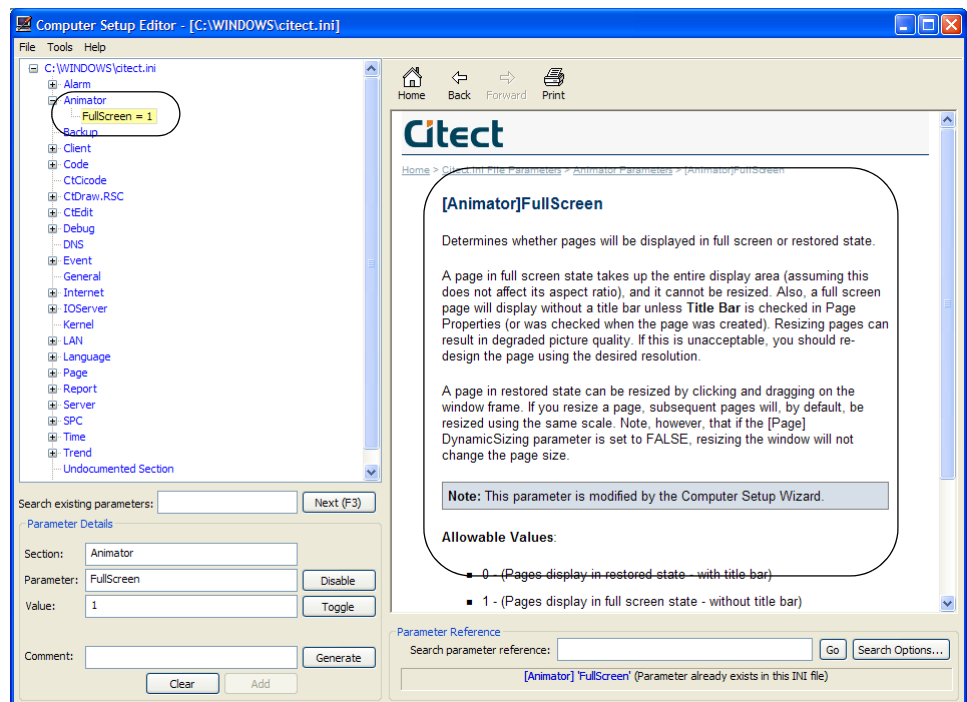 Computer Setup Editor - [C:\WINDOWS\citect.ini]
File Tools Help
C:\WINDOWS\citect.ini
Alarm
Animator
FullScreen = 1
Backup
Client
Code
CtCicode
CtDraw.RSC
CtEdit
Debug
DNS
Event
General
Internet
IOServer
Kernel
LAN
Language
Page
Report
Server
SPC
Time
Trend
Undocumented Section
Search existing parameters:
Next (F3)
Parameter Details
Section: Animator
Parameter: FullScreen
Disable
Value: 1
Toggle
Comment:
Generate
Clear
Add
Home Back Forward Print
Citect
Home > Citect.ini File Parameters > Animator Parameters > [Animator]FullScreen
[Animator]FullScreen
Determines whether pages will be displayed in full screen or restored state.
A page in full screen state takes up the entire display area (assuming this
does not affect its aspect ratio), and it cannot be resized. Also, a full screen
page will display without a title bar unless Title Bar is checked in Page
Properties (or was checked when the page was created). Resizing pages can
result in degraded picture quality. If this is unacceptable, you should re-
design the page using the desired resolution.
A page in restored state can be resized by clicking and dragging on the
window frame. If you resize a page, subsequent pages will, by default, be
resized using the same scale. Note, however, that if the [Page]
DynamicSizing parameter is set to FALSE, resizing the window will not
change the page size.
Note: This parameter is modified by the Computer Setup Wizard.
Allowable Values:
0 - (Pages display in restored state - with title bar)
1 - (Pages display in full screen state - without title bar)
Parameter Reference
Search parameter reference:
Go
Search Options...
[Animator] 'FullScreen' (Parameter already exists in this INI file)